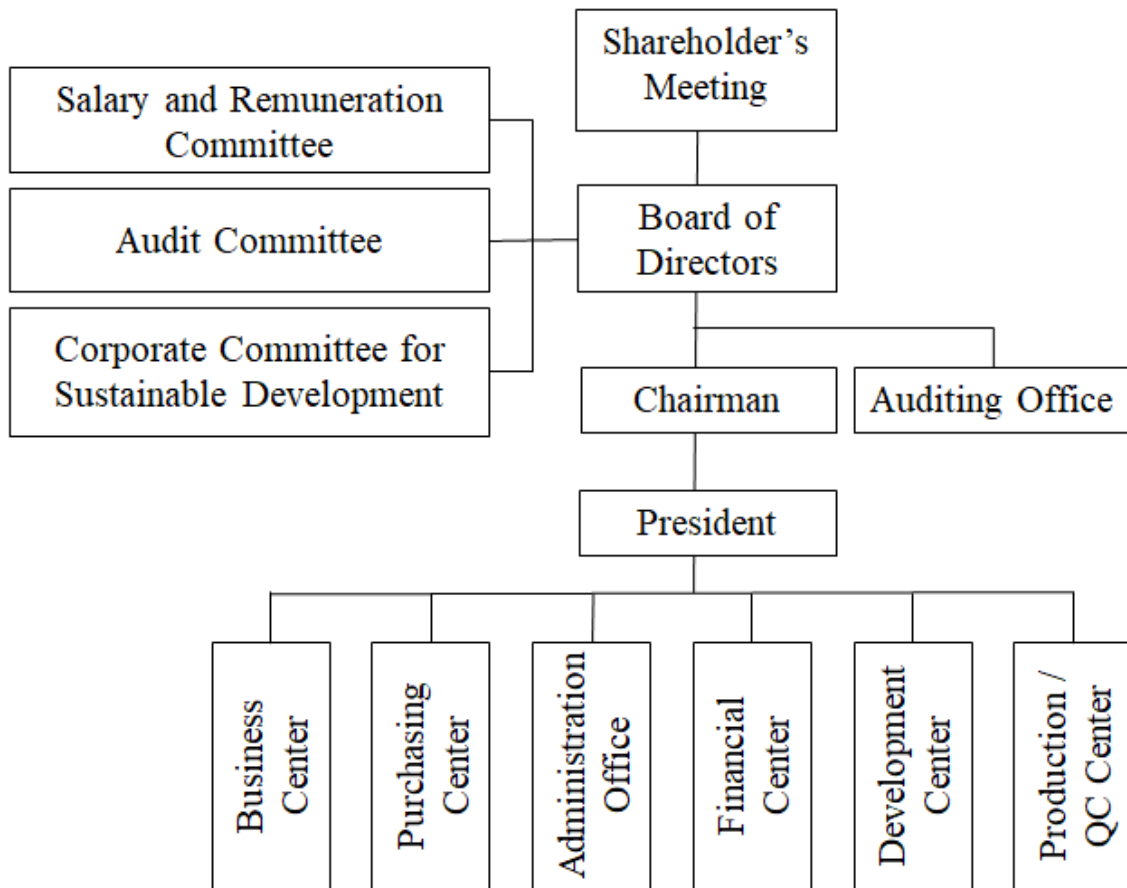 Shareholder’s
Meeting
Salary and Remuneration
Committee
Audit Committee
Board of
Directors
Corporate Committee for
Sustainable Development
Chairman
Auditing Office
President
Business
Center
Purchasing
Center
Administration
Office
Financial
Center
Development
Center
Production /
QC Center